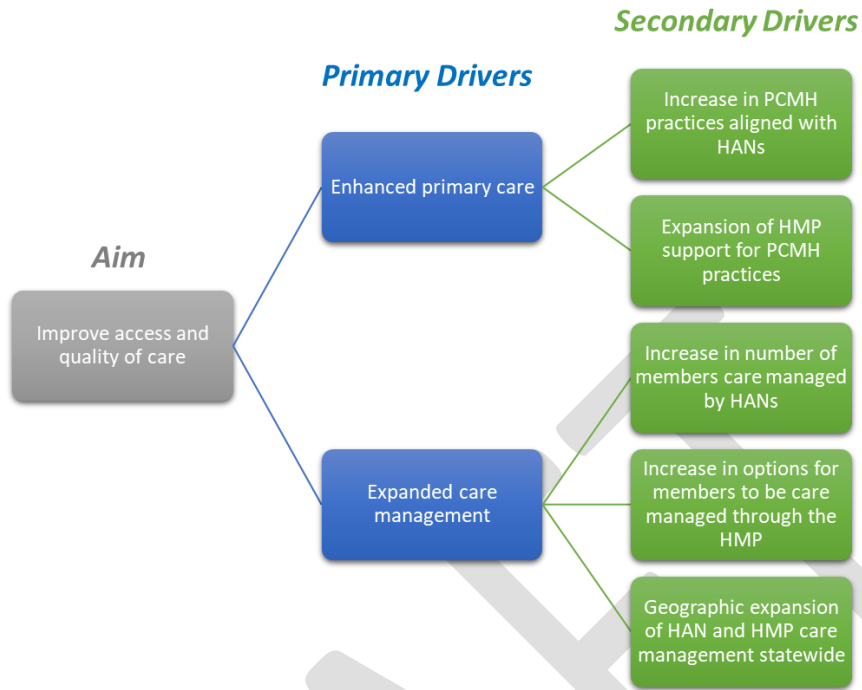 Secondary Drivers
Primary Drivers
Aim
Improve access and
quality of care
Enhanced primary care
Expanded care
management
Increase in PCMH
practices aligned with
HANs
Expansion of HMP
support for PCMH
practices
Increase in number of
members care managed
by HANs
Increase in options for
members to be care
managed through the
HMP
Geographic expansion
of HAN and HMP care
management statewide